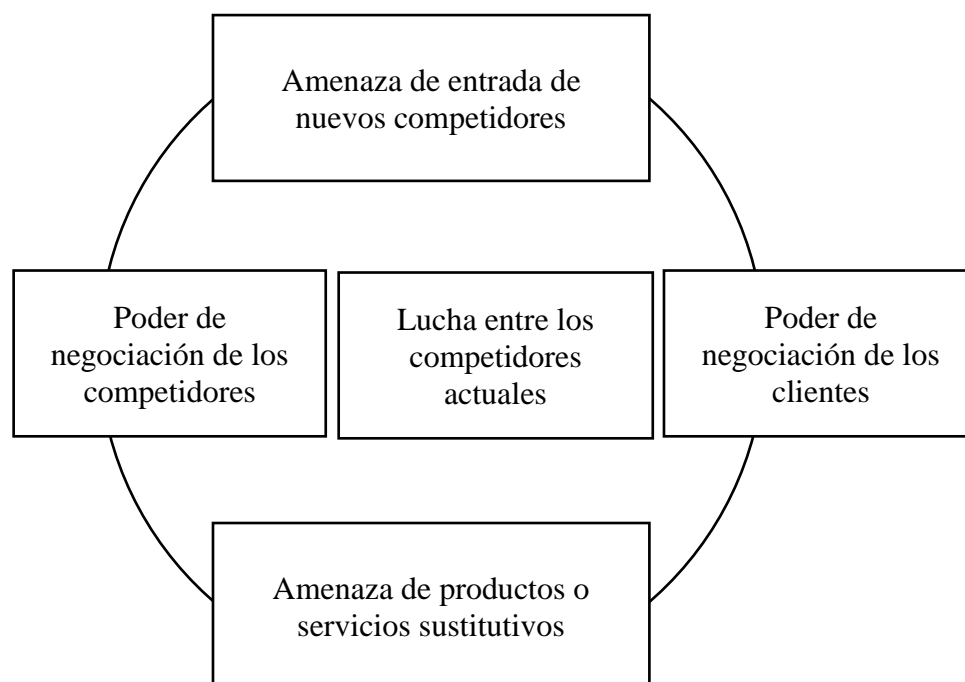 Amenaza de entrada de
nuevos competidores
Poder de
negociación de los
competidores
Lucha entre los
competidores
actuales
Poder de
negociación de los
clientes
Amenaza de productos o
servicios sustitutivos